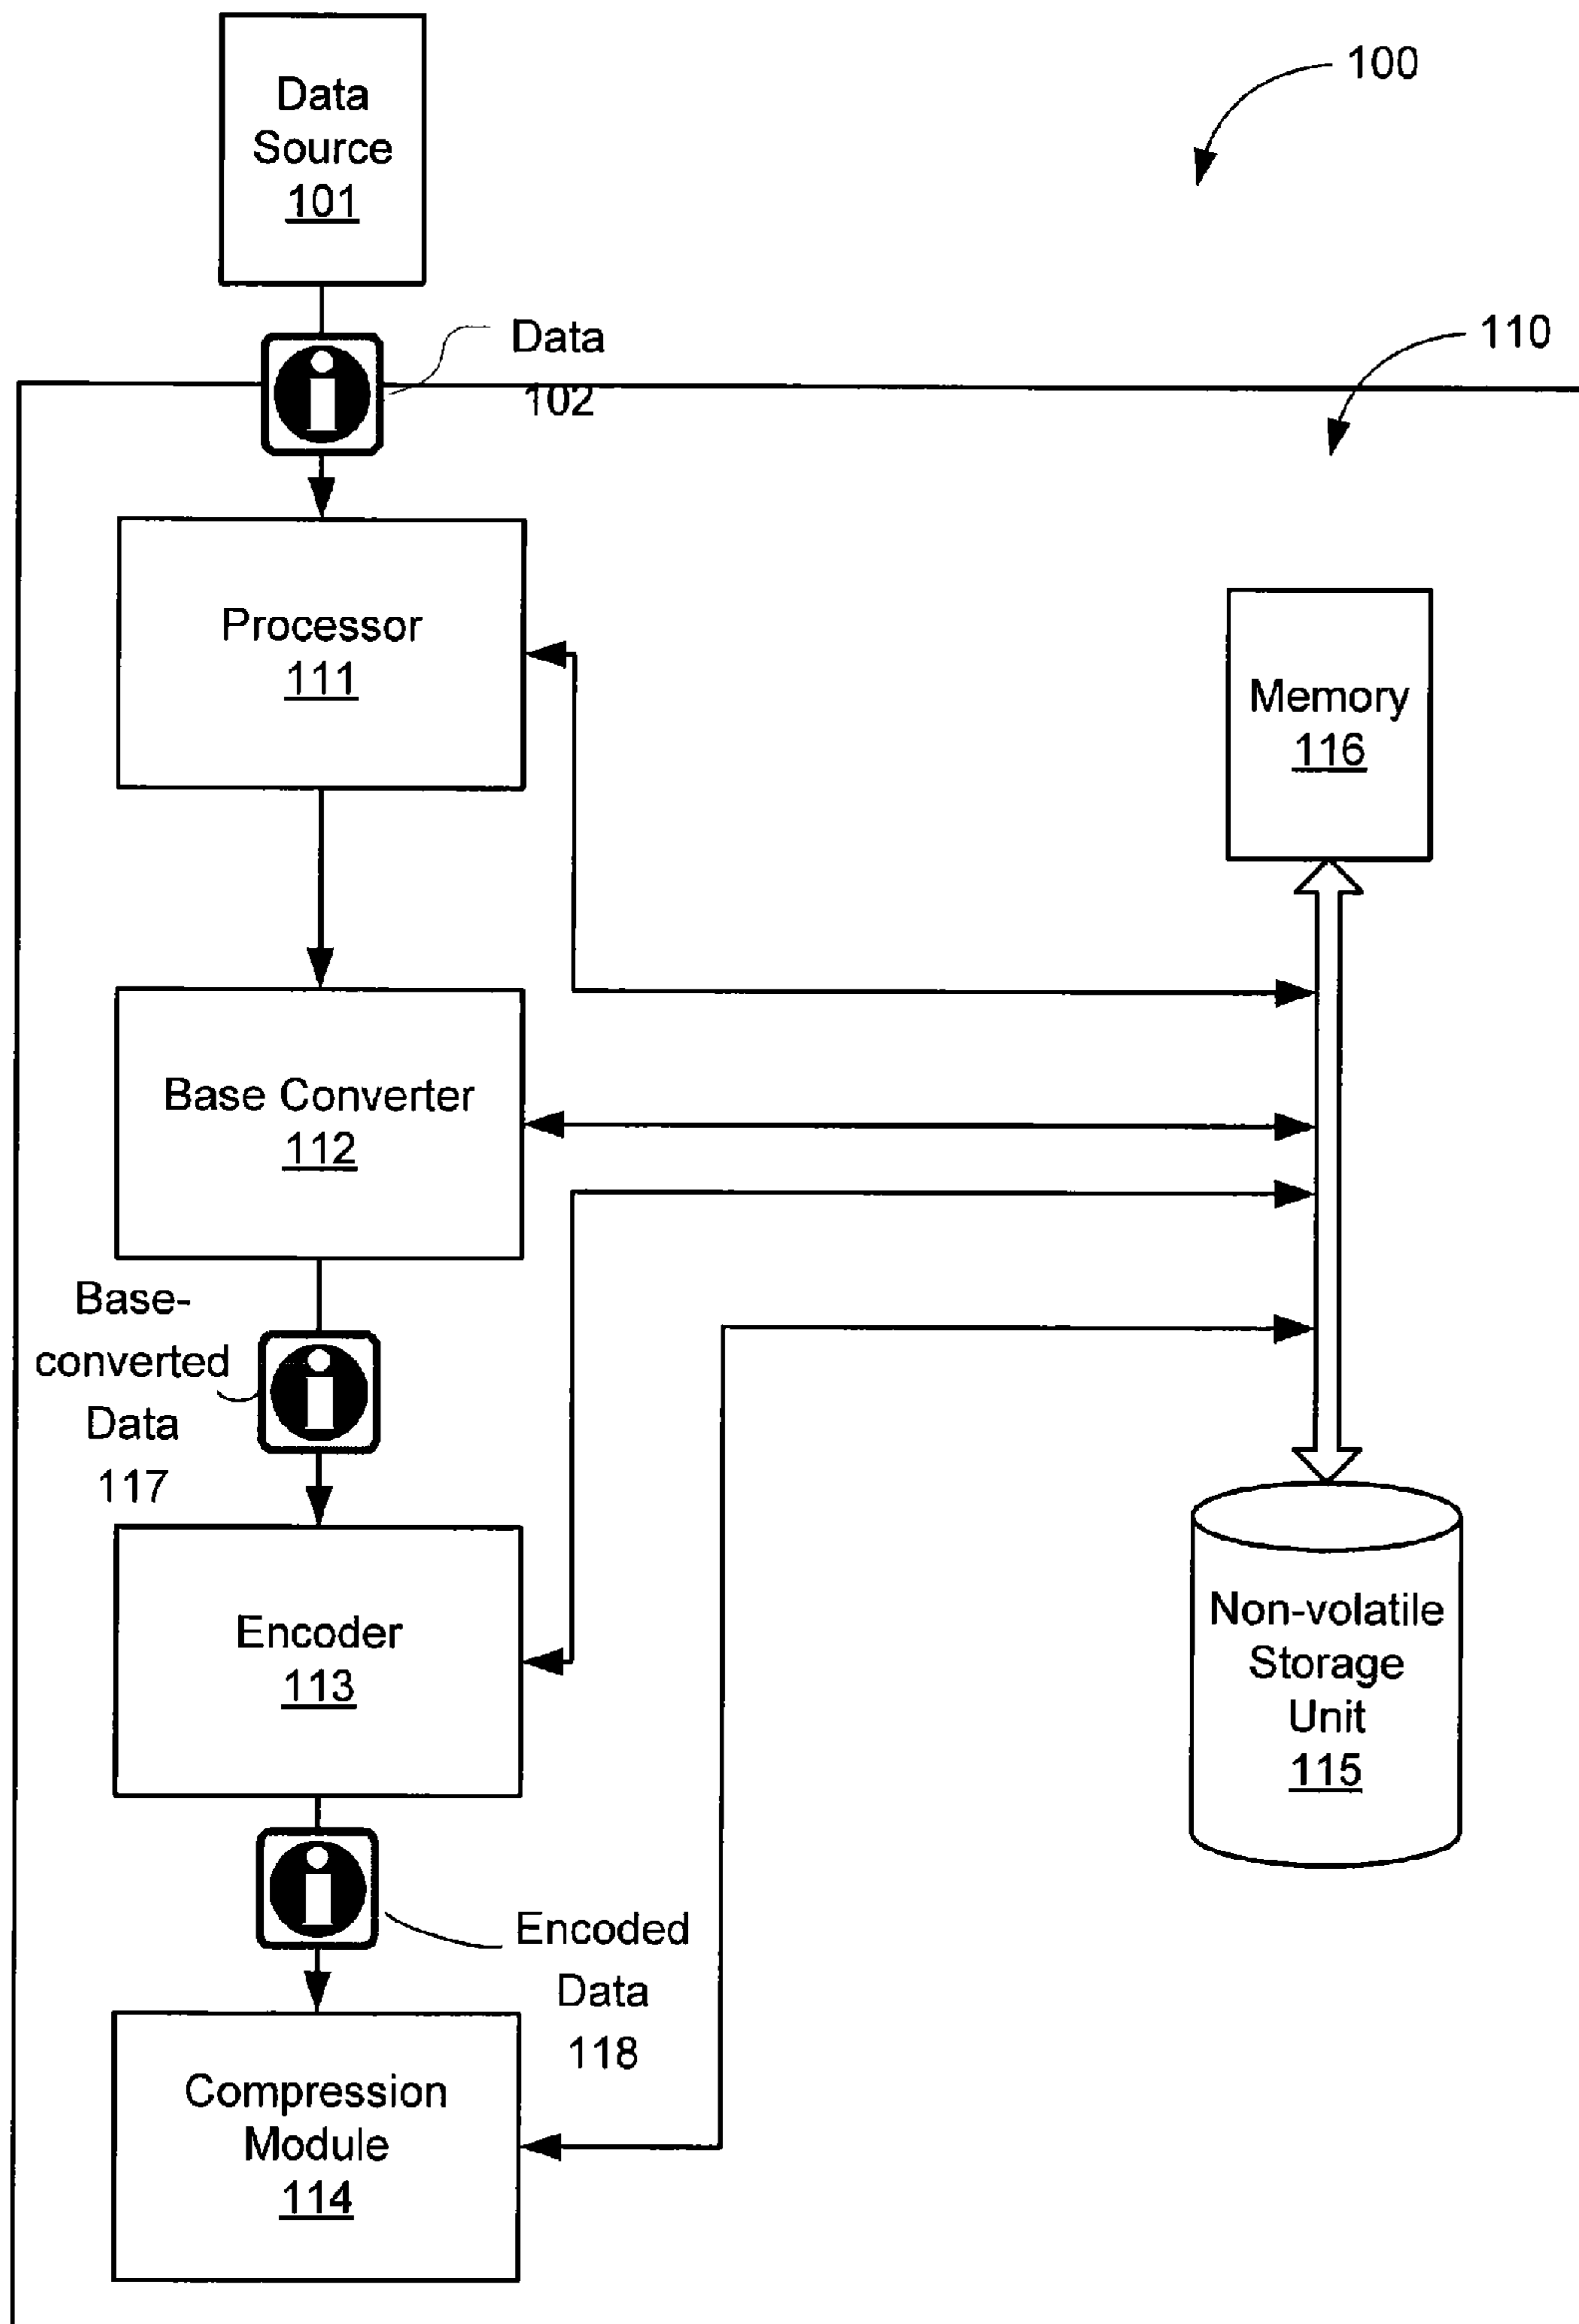 Data
Source
101
100
Data
102
110
Processor
111
Memory
116
Base Converter
112
Base-
converted
Data
117
Encoder
113
Non-volatile
Storage
Unit
115
Encoded
Data
118
Compression
Module
114